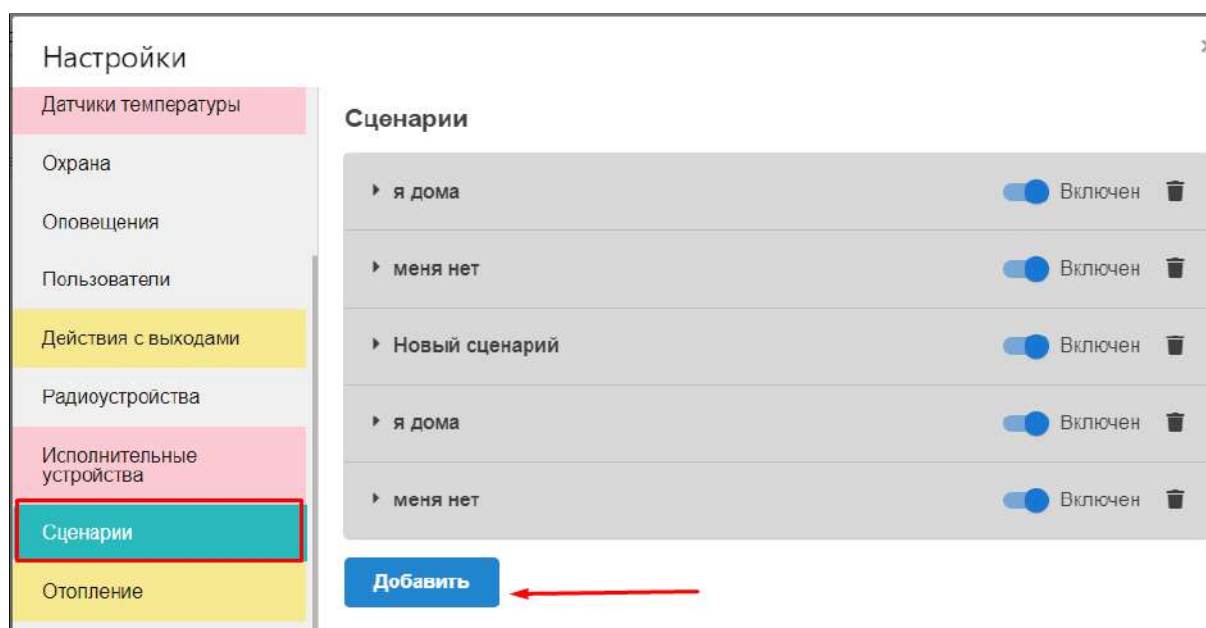 Настройки
Датчики температуры
Охрана
Оповещения
Пользователи
Действия с выходами
Радиоустройства
Исполнительные
устройства
Сценарии
Отопление
Сценарии
я дома
Включен
меня нет
Включен
Новый сценарий
Включен
я дома
Включен
меня нет
Включен
Добавить